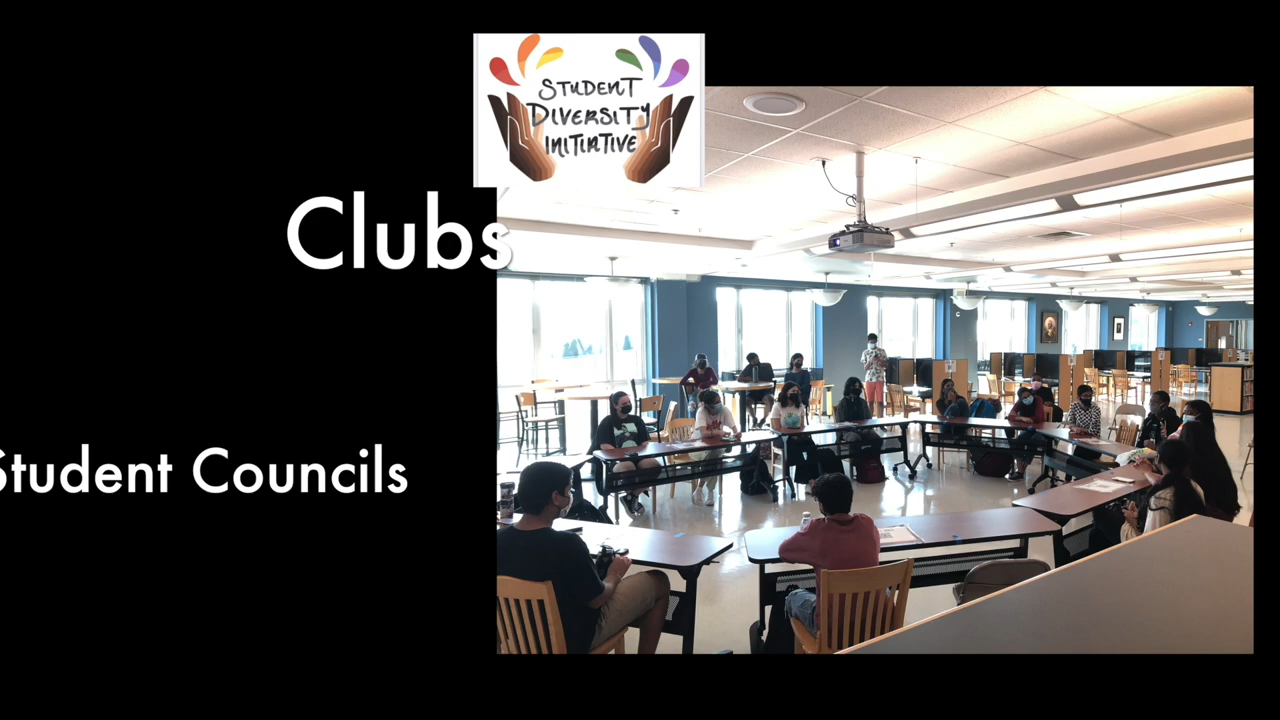 STUDENT
DIVERSITY
INITIATIVE
Clubs
Student Councils